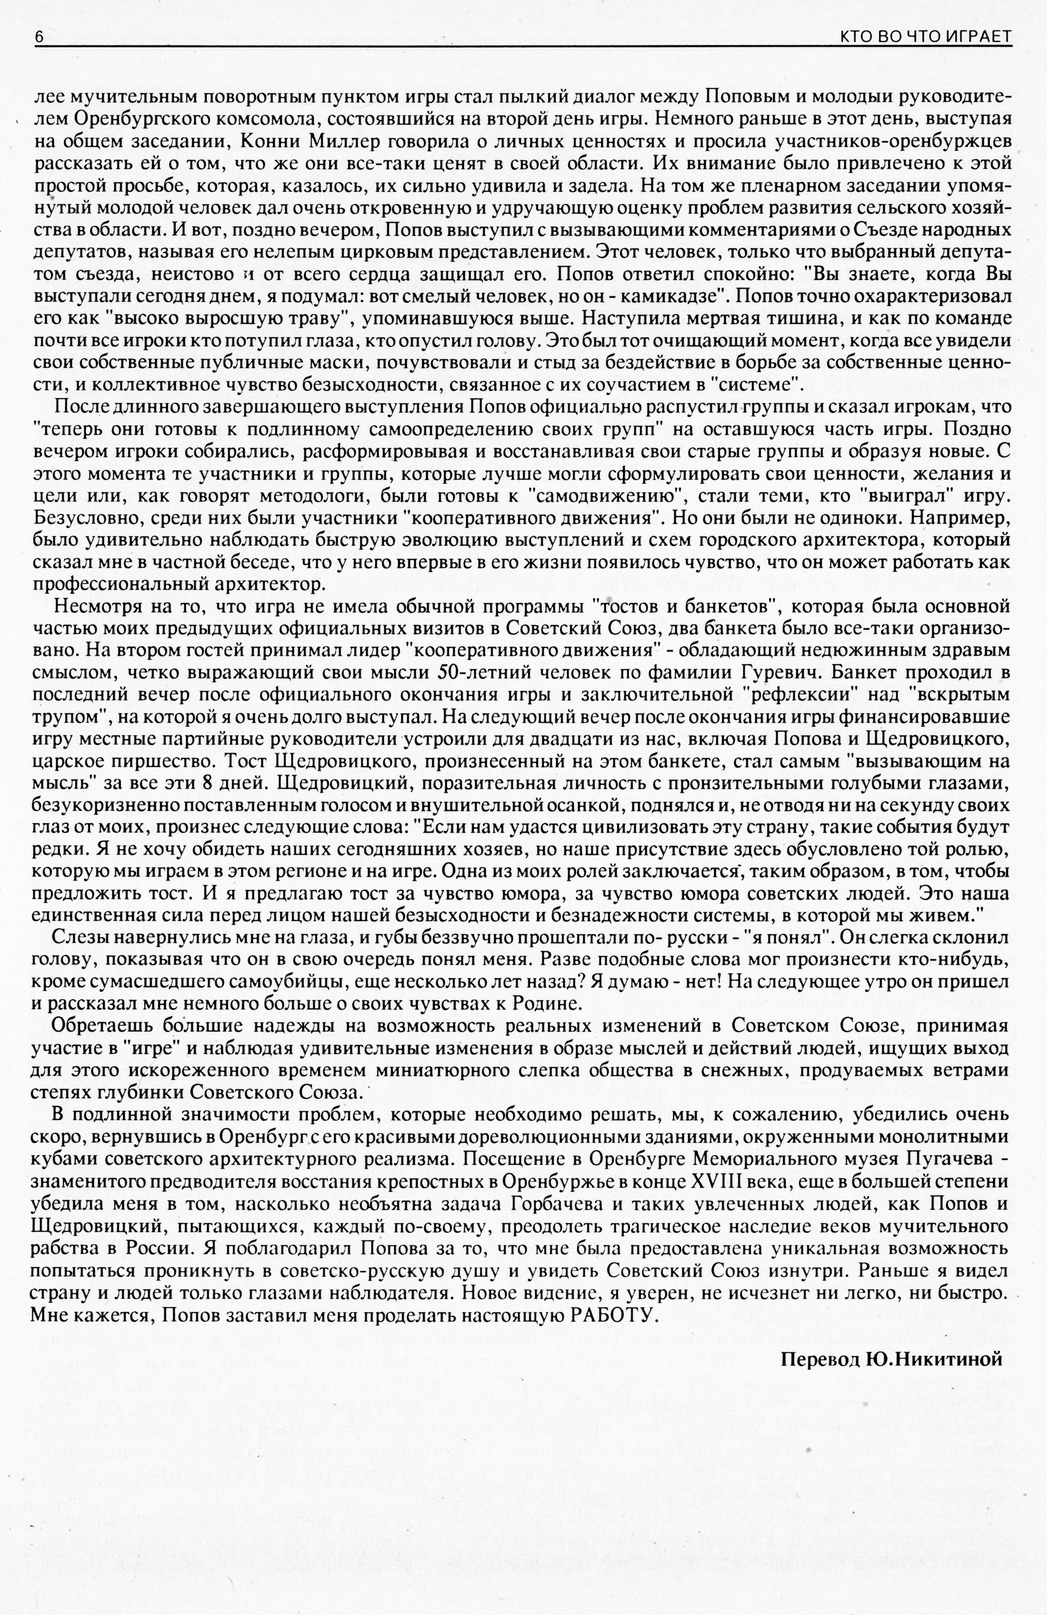 6
КТО ВО ЧТО ИГРАЕТ
лее мучительным поворотным пунктом игры стал пылкий диалог между Поповым и молодыи руководите-
лем Оренбургского комсомола, состоявшийся на второй день игры. Немного раньше в этот день, выступая
на общем заседании, Конни Миллер говорила о личных ценностях и просила участников-оренбуржцев
рассказать ей о том, что же они все-таки ценят в своей области. Их внимание было привлечено к этой
простой просьбе, которая, казалось, их сильно удивила и задела. На том же пленарном заседании упомя-
нутый молодой человек дал очень откровенную и удручающую оценку проблем развития сельского хозяй-
ства в области. И вот, поздно вечером, Попов выступил с вызывающими комментариями о Съезде народных
депутатов, называя его нелепым цирковым представлением. Этот человек, только что выбранный депута-
том съезда, неистово и от всего сердца защищал его. Попов ответил спокойно: "Вы знаете, когда Вы
выступали сегодня днем, я подумал: вот смелый человек, но он - камикадзе". Попов точно охарактеризовал
его как "высоко выросшую траву", упоминавшуюся выше. Наступила мертвая тишина, и как по команде
почти все игроки кто потупил глаза, кто опустил голову. Это был тот очищающий момент, когда все увидели
свои собственные публичные маски, почувствовали и стыд за бездействие в борьбе за собственные ценно-
сти, и коллективное чувство безысходности, связанное с их соучастием в "системе".
После длинного завершающего выступления Попов официально распустил группы и сказал игрокам, что
"теперь они готовы к подлинному самоопределению своих групп" на оставшуюся часть игры. Поздно
вечером игроки собирались, расформировывая и восстанавливая свои старые группы и образуя новые. С
этого момента те участники и группы, которые лучше могли сформулировать свои ценности, желания и
цели или, как говорят методологи, были готовы к "самодвижению", стали теми, кто "выиграл" игру.
Безусловно, среди них были участники "кооперативного движения". Но они были не одиноки. Например,
было удивительно наблюдать быструю эволюцию выступлений и схем городского архитектора, который
сказал мне в частной беседе, что у него впервые в его жизни появилось чувство, что он может работать как
профессиональный архитектор.
Несмотря на то, что игра не имела обычной программы "тостов и банкетов", которая была основной
частью моих предыдущих официальных визитов в Советский Союз, два банкета было все-таки организо-
вано. На втором гостей принимал лидер "кооперативного движения" - обладающий недюжинным здравым
смыслом, четко выражающий свои мысли 50-летний человек по фамилии Гуревич. Банкет проходил в
последний вечер после официального окончания игры и заключительной "рефлексии" над "вскрытым
трупом", на которой я очень долго выступал. На следующий вечер после окончания игры финансировавшие
игру местные партийные руководители устроили для двадцати из нас, включая Попова и Щедровицкого,
царское пиршество. Тост Щедровицкого, произнесенный на этом банкете, стал самым "вызывающим на
мысль" за все эти 8 дней. Щедровицкий, поразительная личность с пронзительными голубыми глазами,
безукоризненно поставленным голосом и внушительной осанкой, поднялся и, не отводя ни на секунду своих
глаз от моих, произнес следующие слова: "Если нам удастся цивилизовать эту страну, такие события будут
редки. Я не хочу обидеть наших сегодняшних хозяев, но наше присутствие здесь обусловлено той ролью,
которую мы играем в этом регионе и на игре. Одна из моих ролей заключается, таким образом, в том, чтобы
предложить тост. И я предлагаю тост за чувство юмора, за чувство юмора советских людей. Это наша
единственная сила перед лицом нашей безысходности и безнадежности системы, в которой мы живем."
Слезы навернулись мне на глаза, и губы беззвучно прошептали по- русски - "я понял". Он слегка склонил
голову, показывая что он в свою очередь понял меня. Разве подобные слова мог произнести кто-нибудь,
кроме сумасшедшего самоубийцы, еще несколько лет назад? Я думаю - нет! На следующее утро он пришел
и рассказал мне немного больше о своих чувствах к Родине.
Обретаешь большие надежды на возможность реальных изменений в Советском Союзе, принимая
участие в "игре" и наблюдая удивительные изменения в образе мыслей и действий людей, ищущих выход
для этого искореженного временем миниатюрного слепка общества в снежных, продуваемых ветрами
степях глубинки Советского Союза.
В подлинной значимости проблем, которые необходимо решать, мы, к сожалению, убедились очень
скоро, вернувшись в Оренбург с его красивыми дореволюционными зданиями, окруженными монолитными
кубами советского архитектурного реализма. Посещение в Оренбурге Мемориального музея Пугачева -
знаменитого предводителя восстания крепостных в Оренбуржье в конце XVIII века, еще в большей степени
убедила меня в том, насколько необъятна задача Горбачева и таких увлеченных людей, как Попов и
Щедровицкий, пытающихся, каждый по-своему, преодолеть трагическое наследие веков мучительного
рабства в России. Я поблагодарил Попова за то, что мне была предоставлена уникальная возможность
попытаться проникнуть в советско-русскую душу и увидеть Советский Союз изнутри. Раньше я видел
страну и людей только глазами наблюдателя. Новое видение, я уверен, не исчезнет ни легко, ни быстро.
Мне кажется, Попов заставил меня проделать настоящую РАБОТУ.
Перевод Ю.Никитиной